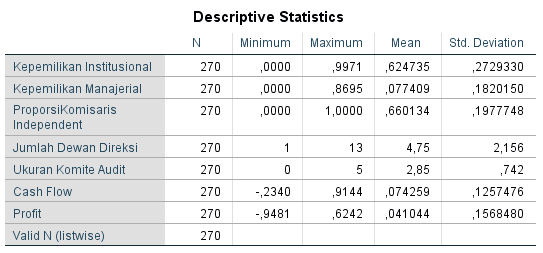 Descriptive Statistics
N Minimum Maximum Mean Std. Deviation
Kepemilikan Institusional 270 ,0000 ,9971 ,624735 ,2729330
Kepemilikan Manajerial 270 ,0000 ,8695 ,077409 ,1820150
ProporsiKomisaris 270 ,0000 1,0000 ,660134 ,1977748
Independent
Jumlah Dewan Direksi 270 1 13 4,75 2,156
Ukuran Komite Audit 270 0 5 2,85 ,742
Cash Flow 270 -,2340 ,9144 ,074259 ,1257476
Profit 270 -,9481 ,6242 ,041044 ,1568480
Valid N (listwise) 270